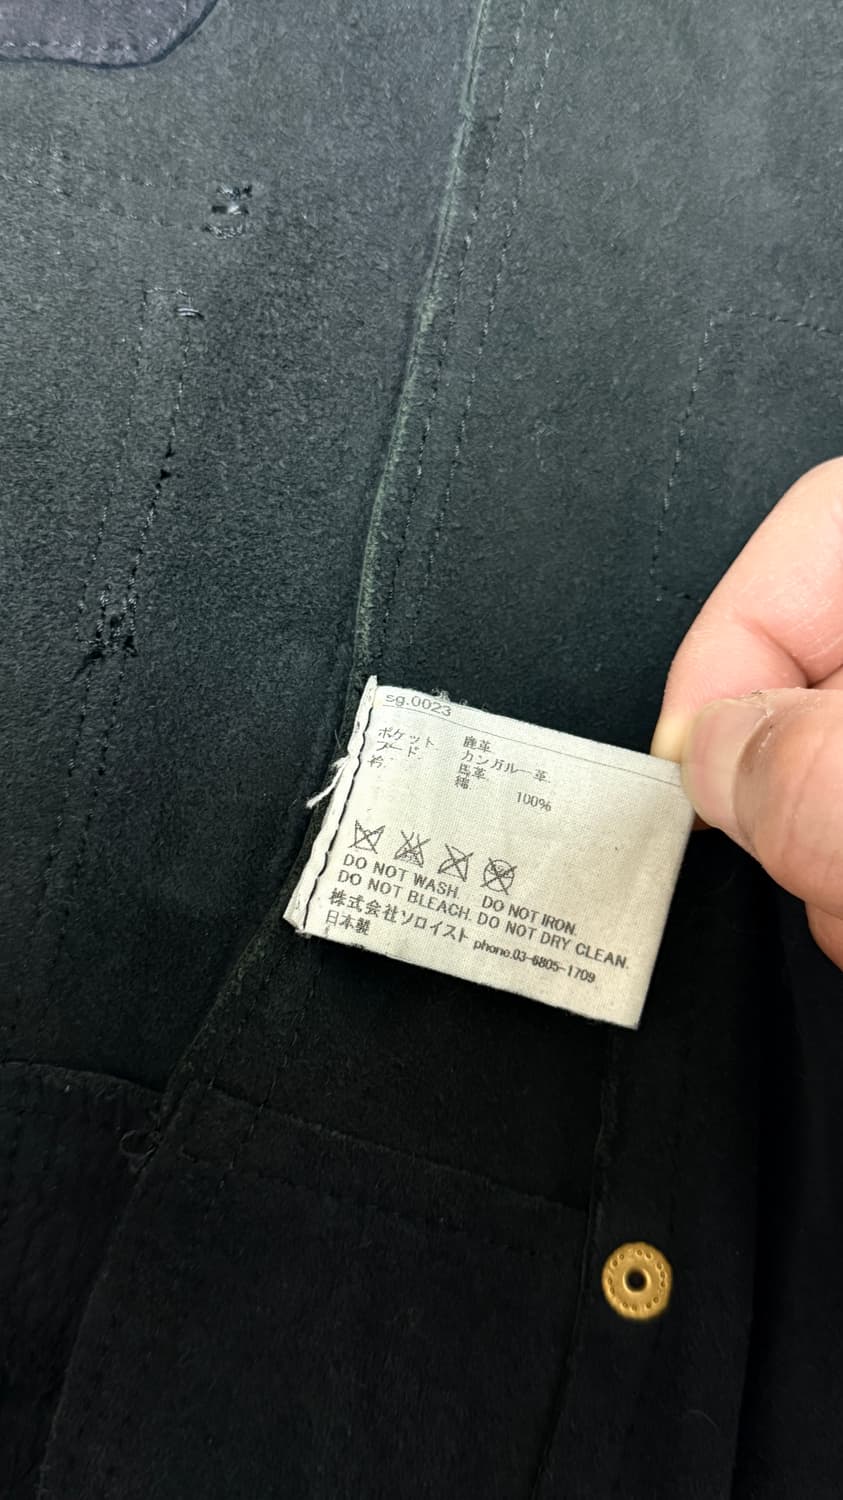 sg.0023
鹿革
ポケット カンガルー革
フード 馬革
衿 綿 100%
DO NOT WASH. DO NOT IRON.
DO NOT BLEACH. DO NOT DRY CLEAN.
株式会社ソロイスト phone.03-6805-1709
日本製